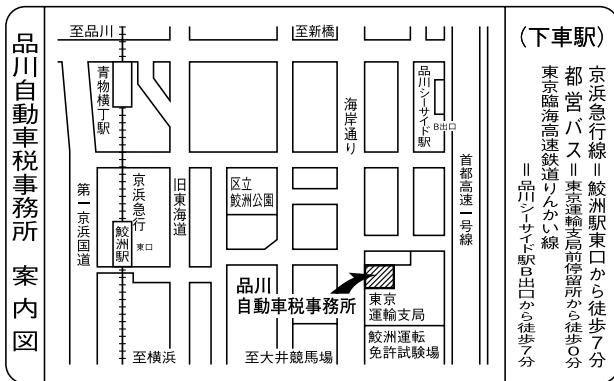 品川自動車税事務所 案内図
至品川
至新橋
青物横丁駅
品川シーサイド駅
B出口
海岸通り
首都高速一号線
第一京浜国道
京浜急行
鮫洲駅
東口
旧東海道
区立
鮫洲公園
品川
自動車税事務所
東京
運輸支局
鮫洲運転
免許試験場
至横浜
至大井競馬場
(下車駅)
京浜急行線＝鮫洲駅東口から徒歩7分
都営バス＝東京運輸支局前停留所から徒歩0分
東京臨海高速鉄道りんかい線
＝品川シーサイド駅B出口から徒歩7分